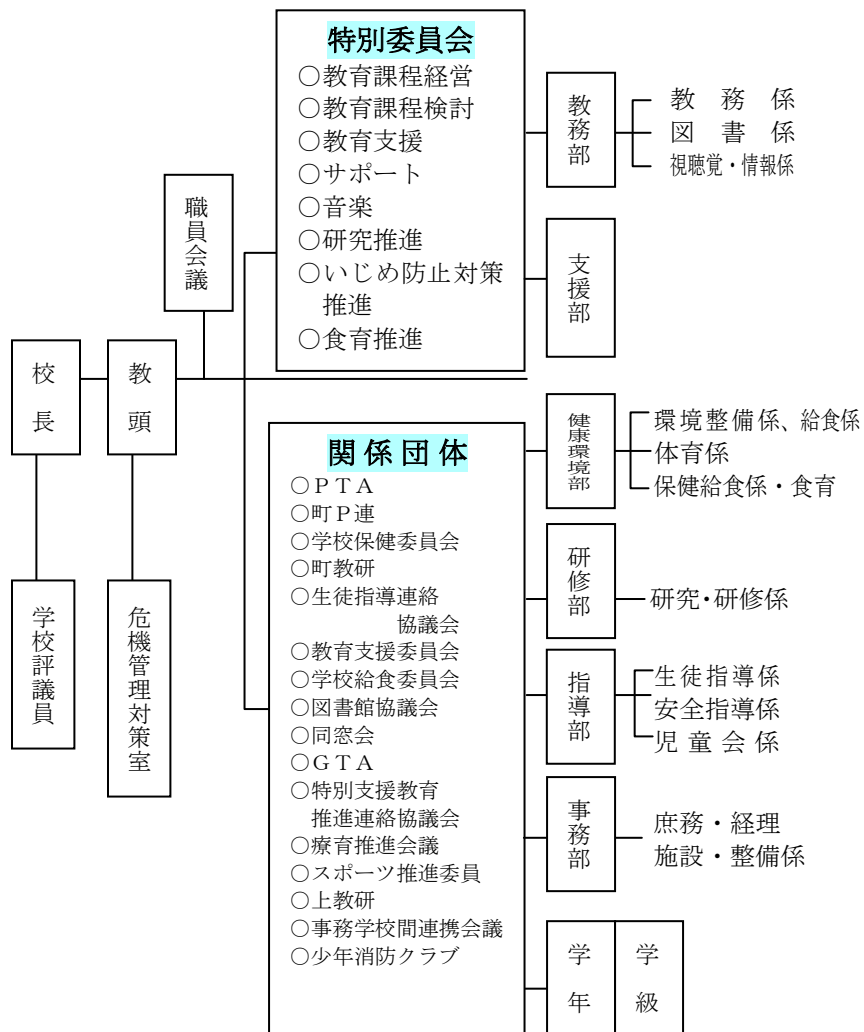 特別委員会
○教育課程経営
○教育課程検討
○教育支援
○サポート
○音楽
○研究推進
○いじめ防止対策
推進
○食育推進
教務部
教務係
図書係
視聴覚・情報係
支援部
職員会議
校長
教頭
学校評議員
危機管理対策室
関係団体
○ＰＴＡ
○町Ｐ連
○学校保健委員会
○町教研
○生徒指導連絡
協議会
○教育支援委員会
○学校給食委員会
○図書館協議会
○同窓会
○ＧＴＡ
○特別支援教育
推進連絡協議会
○療育推進会議
○スポーツ推進委員
○上教研
○事務学校間連携会議
○少年消防クラブ
健康環境部
環境整備係、給食係
体育係
保健給食係・食育
研修部
研究・研修係
指導部
生徒指導係
安全指導係
児童会係
事務部
庶務・経理
施設・整備係
学年
学級